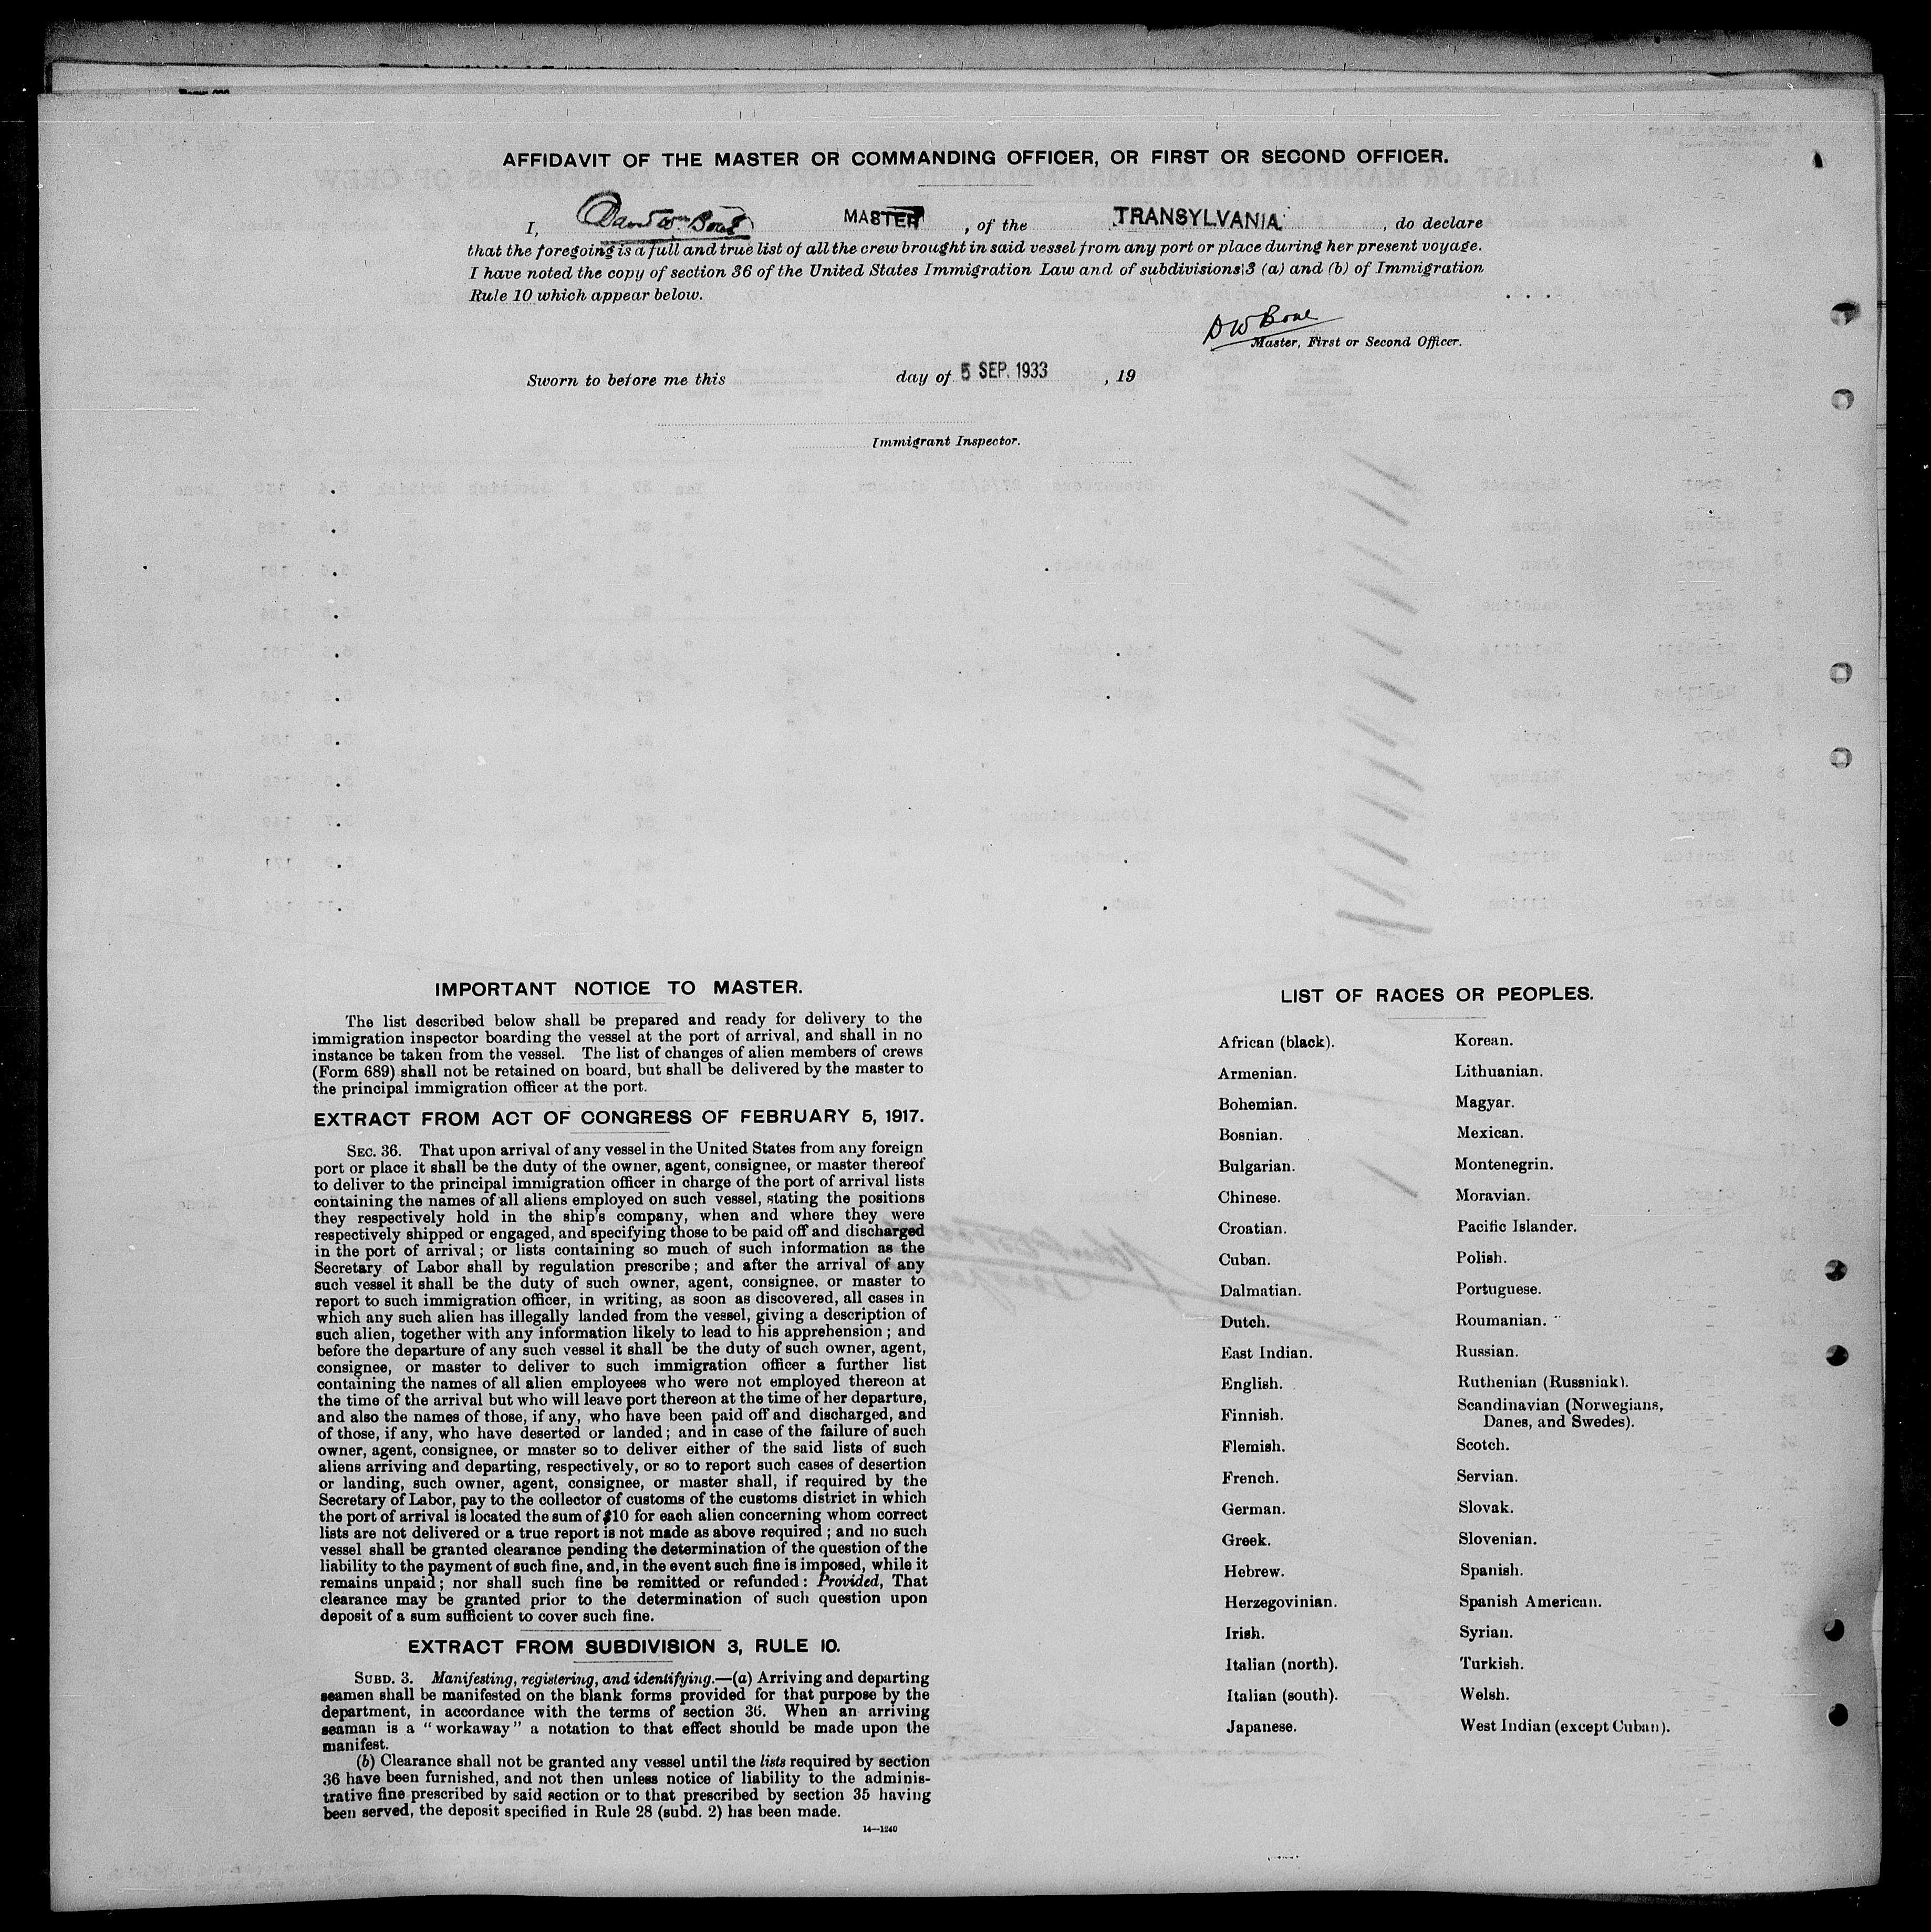 AFFIDAVIT OF THE MASTER OR COMMANDING OFFICER, OR FIRST OR SECOND OFFICER.
I, David Wm Bone MASTER, of the TRANSYLVANIA, do declare
that the foregoing is a full and true list of all the crew brought in said vessel from any port or place during her present voyage.
I have noted the copy of section 36 of the United States Immigration Law and of subdivisions 3 (a) and (b) of Immigration
Rule 10 which appear below.
D W Bone
Master, First or Second Officer.
Sworn to before me this day of 5 SEP. 1933, 19
Immigrant Inspector.
IMPORTANT NOTICE TO MASTER.
The list described below shall be prepared and ready for delivery to the
immigration inspector boarding the vessel at the port of arrival, and shall in no
instance be taken from the vessel. The list of changes of alien members of crews
(Form 689) shall not be retained on board, but shall be delivered by the master to
the principal immigration officer at the port.
EXTRACT FROM ACT OF CONGRESS OF FEBRUARY 5, 1917.
SEC. 36. That upon arrival of any vessel in the United States from any foreign
port or place it shall be the duty of the owner, agent, consignee, or master thereof
to deliver to the principal immigration officer in charge of the port of arrival lists
containing the names of all aliens employed on such vessel, stating the positions
they respectively hold in the ship's company, when and where they were
respectively shipped or engaged, and specifying those to be paid off and discharged
in the port of arrival; or lists containing so much of such information as the
Secretary of Labor shall by regulation prescribe; and after the arrival of any
such vessel it shall be the duty of such owner, agent, consignee, or master to
report to such immigration officer, in writing, as soon as discovered, all cases in
which any such alien has illegally landed from the vessel, giving a description of
such alien, together with any information likely to lead to his apprehension; and
before the departure of any such vessel it shall be the duty of such owner, agent,
consignee, or master to deliver to such immigration officer a further list
containing the names of all alien employees who were not employed thereon at
the time of the arrival but who will leave port thereon at the time of her departure,
and also the names of those, if any, who have been paid off and discharged, and
of those, if any, who have deserted or landed; and in case of the failure of such
owner, agent, consignee, or master so to deliver either of the said lists of such
aliens arriving and departing, respectively, or so to report such cases of desertion
or landing, such owner, agent, consignee, or master shall, if required by the
Secretary of Labor, pay to the collector of customs of the customs district in which
the port of arrival is located the sum of $10 for each alien concerning whom correct
lists are not delivered or a true report is not made as above required; and no such
vessel shall be granted clearance pending the determination of the question of the
liability to the payment of such fine, and, in the event such fine is imposed, while it
remains unpaid; nor shall such fine be remitted or refunded: Provided, That
clearance may be granted prior to the determination of such question upon
deposit of a sum sufficient to cover such fine.
EXTRACT FROM SUBDIVISION 3, RULE 10.
SUBD. 3. Manifesting, registering, and identifying.—(a) Arriving and departing
seamen shall be manifested on the blank forms provided for that purpose by the
department, in accordance with the terms of section 36. When an arriving
seaman is a "workaway" a notation to that effect should be made upon the
manifest.
(b) Clearance shall not be granted any vessel until the lists required by section
36 have been furnished, and not then unless notice of liability to the adminis-
trative fine prescribed by said section or to that prescribed by section 35 having
been served, the deposit specified in Rule 28 (subd. 2) has been made.
14—1240
LIST OF RACES OR PEOPLES.
African (black).
Armenian.
Bohemian.
Bosnian.
Bulgarian.
Chinese.
Croatian.
Cuban.
Dalmatian.
Dutch.
East Indian.
English.
Finnish.
Flemish.
French.
German.
Greek.
Hebrew.
Herzegovinian.
Irish.
Italian (north).
Italian (south).
Japanese.
Korean.
Lithuanian.
Magyar.
Mexican.
Montenegrin.
Moravian.
Pacific Islander.
Polish.
Portuguese.
Roumanian.
Russian.
Ruthenian (Russniak).
Scandinavian (Norwegians,
Danes, and Swedes).
Scotch.
Servian.
Slovak.
Slovenian.
Spanish.
Spanish American.
Syrian.
Turkish.
Welsh.
West Indian (except Cuban).